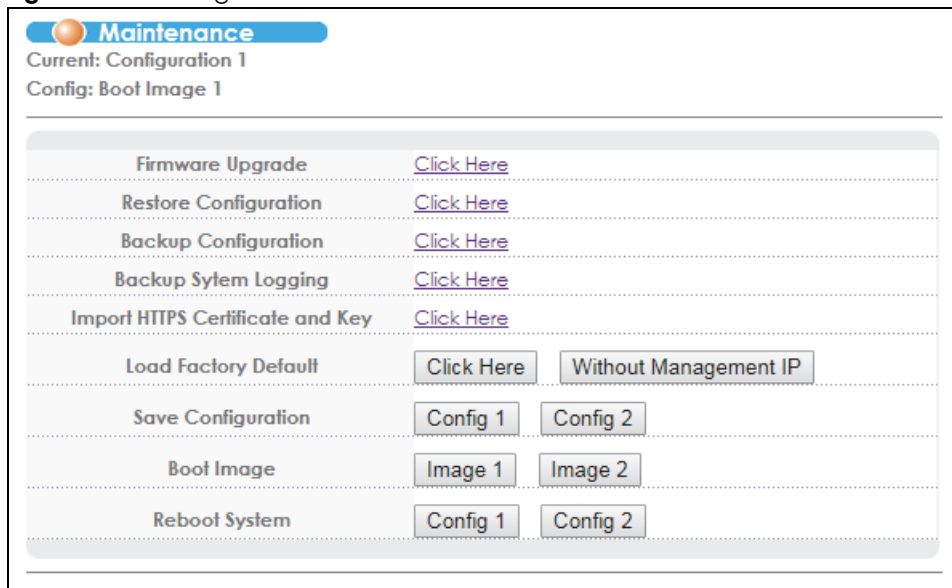 Maintenance
Current: Configuration 1
Config: Boot Image 1
Firmware Upgrade Click Here
Restore Configuration Click Here
Backup Configuration Click Here
Backup Sytem Logging Click Here
Import HTTPS Certificate and Key Click Here
Load Factory Default Click Here Without Management IP
Save Configuration Config 1 Config 2
Boot Image Image 1 Image 2
Reboot System Config 1 Config 2